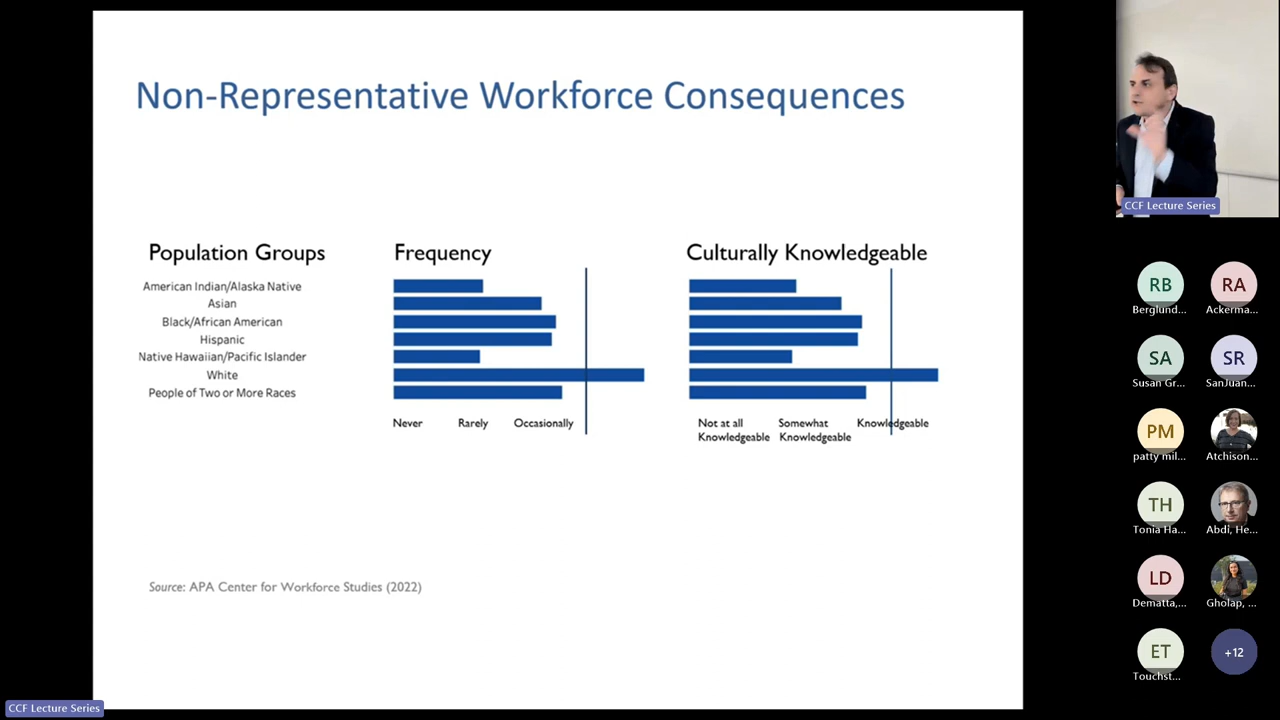 Non-Representative Workforce Consequences
Population Groups
American Indian/Alaska Native
Asian
Black/African American
Hispanic
Native Hawaiian/Pacific Islander
White
People of Two or More Races
Frequency
Never Rarely Occasionally
Culturally Knowledgeable
Not at all Knowledgeable
Somewhat Knowledgeable
Knowledgeable
Source: APA Center for Workforce Studies (2022)
CCF Lecture Series
CCF Lecture Series
RB RA
Berglund... Ackerma...
SA SR
Susan Gr... SanJuan...
PM
patty mil... Atchison...
TH
Tonia Ha... Abdi, He...
LD
Dematta,... Gholap, ...
ET +12
Touchst...